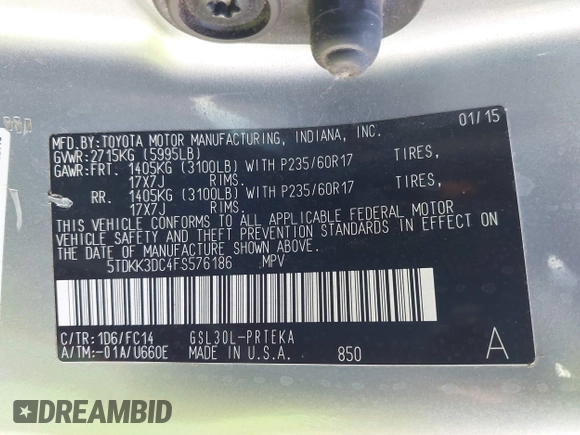 01/15
MFD.BY:TOYOTA MOTOR MANUFACTURING, INDIANA, INC.
GVWR:2715KG (5995LB)
GAWR:FRT. 1405KG (3100LB) WITH P235/60R17 TIRES,
17X7J RIMS.
RR. 1405KG (3100LB) WITH P235/60R17 TIRES,
17X7J RIMS.
THIS VEHICLE CONFORMS TO ALL APPLICABLE FEDERAL MOTOR
VEHICLE SAFETY AND THEFT PREVENTION STANDARDS IN EFFECT ON
THE DATE OF MANUFACTURE SHOWN ABOVE.
5TDKK3DC4FS576186 MPV
C/TR:1D6/FC14 GSL30L-PRTEKA
A/TM:-01A/U660E MADE IN U.S.A. 850 A
DREAMBID